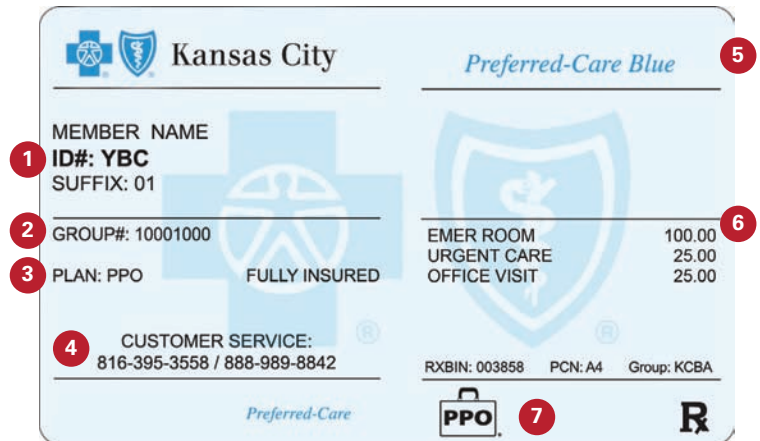 Kansas City
Preferred-Care Blue
5
MEMBER NAME
1 ID#: YBC
SUFFIX: 01
2 GROUP#: 10001000
3 PLAN: PPO FULLY INSURED
4 CUSTOMER SERVICE:
816-395-3558 / 888-989-8842
Preferred-Care
6
EMER ROOM 100.00
URGENT CARE 25.00
OFFICE VISIT 25.00
® ®
RXBIN: 003858 PCN: A4 Group: KCBA
PPO 7 Rx